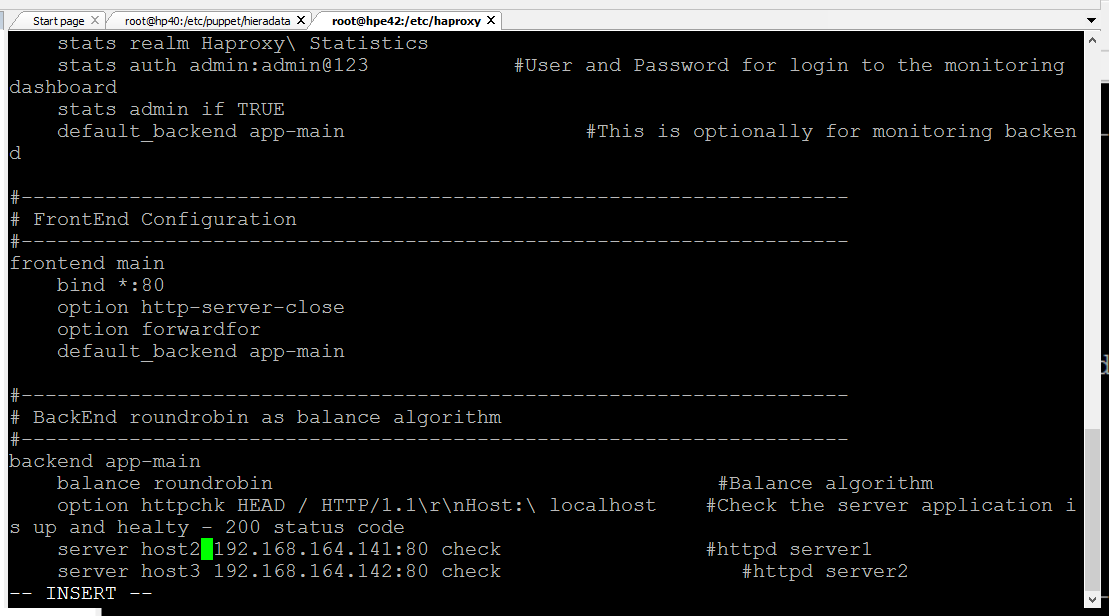 Start page
root@hp40:/etc/puppet/hieradata
root@hpe42:/etc/haproxy
stats realm Haproxy\ Statistics
stats auth admin:admin@123 #User and Password for login to the monitoring
dashboard
stats admin if TRUE
default_backend app-main #This is optionally for monitoring backen
d
#---------------------------------------------------------------------
# FrontEnd Configuration
#---------------------------------------------------------------------
frontend main
bind *:80
option http-server-close
option forwardfor
default_backend app-main
#---------------------------------------------------------------------
# BackEnd roundrobin as balance algorithm
#---------------------------------------------------------------------
backend app-main
balance roundrobin #Balance algorithm
option httpchk HEAD / HTTP/1.1\r\nHost:\ localhost #Check the server application i
s up and healty - 200 status code
server host2 192.168.164.141:80 check #httpd server1
server host3 192.168.164.142:80 check #httpd server2
-- INSERT --